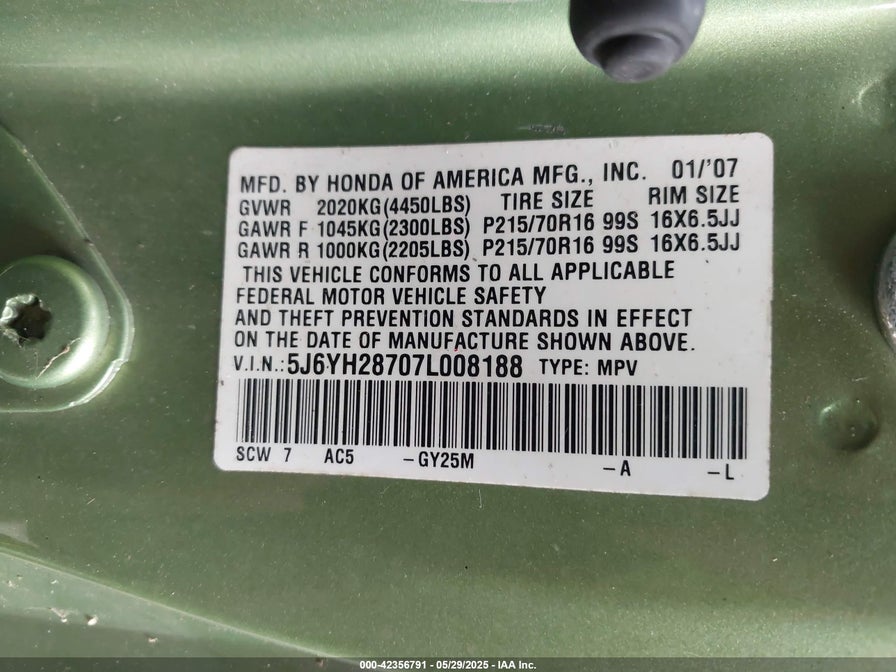 MFD. BY HONDA OF AMERICA MFG., INC. 01/'07
GVWR 2020KG(4450LBS) TIRE SIZE RIM SIZE
GAWR F 1045KG(2300LBS) P215/70R16 99S 16X6.5JJ
GAWR R 1000KG(2205LBS) P215/70R16 99S 16X6.5JJ
THIS VEHICLE CONFORMS TO ALL APPLICABLE
FEDERAL MOTOR VEHICLE SAFETY
AND THEFT PREVENTION STANDARDS IN EFFECT
ON THE DATE OF MANUFACTURE SHOWN ABOVE.
V.I.N.: 5J6YH28707L008188 TYPE: MPV
SCW 7 AC5 -GY25M -A -L
000-42356791 - 05/29/2025 - IAA Inc.